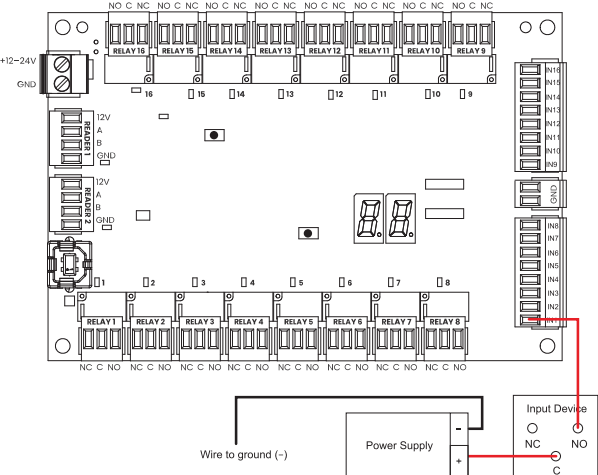 NO C NC NO C NC NO C NC NO C NC NO C NC NO C NC NO C NC NO C NC
RELAY 16 RELAY 15 RELAY 14 RELAY 13 RELAY 12 RELAY 11 RELAY 10 RELAY 9
16 15 14 13 12 11 10 9
+12-24V
GND
READER 1
12V
A
B
GND
READER 2
12V
A
B
GND
IN16
IN15
IN14
IN13
IN12
IN11
IN10
IN9
GND
IN8
IN7
IN6
IN5
IN4
IN3
IN2
IN1
8.8.
1 2 3 4 5 6 7 8
RELAY 1 RELAY 2 RELAY 3 RELAY 4 RELAY 5 RELAY 6 RELAY 7 RELAY 8
NC C NO NC C NO NC C NO NC C NO NC C NO NC C NO NC C NO NC C NO
Wire to ground (-)
Power Supply
-
+
Input Device
NC NO
C